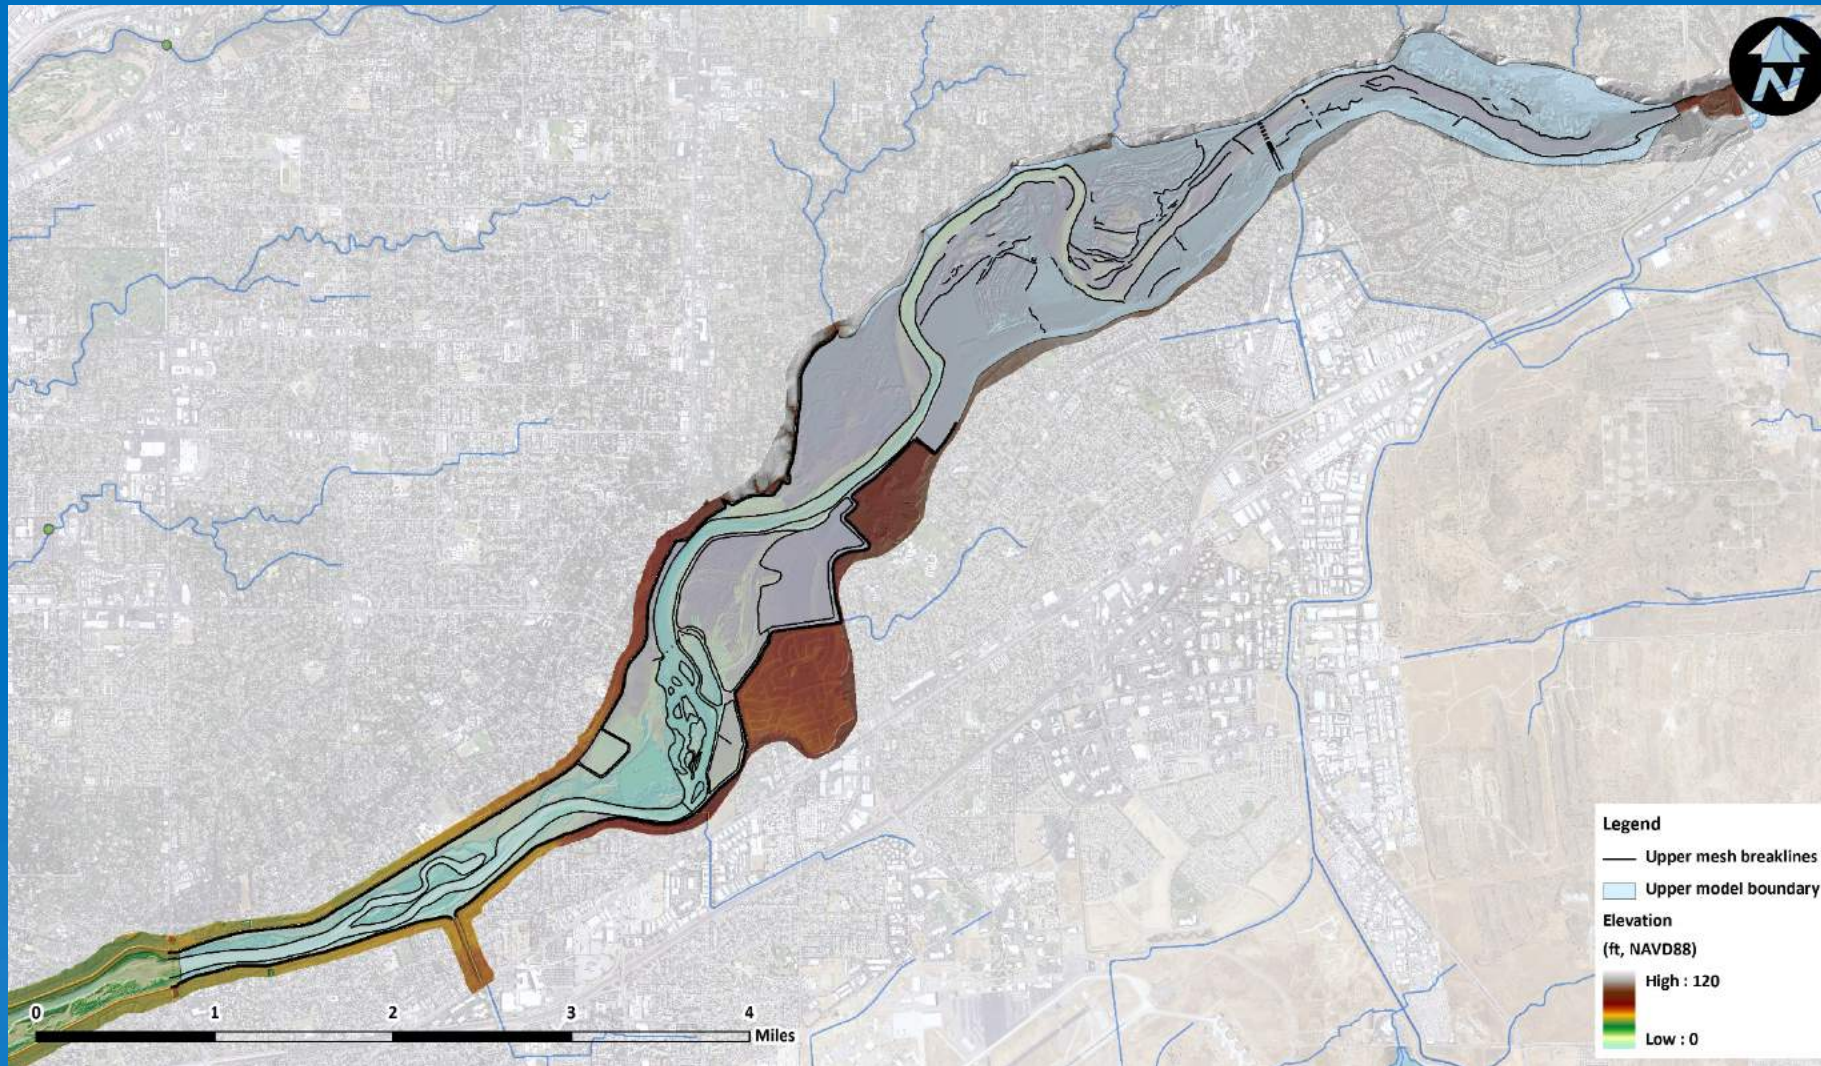 N
Legend
Upper mesh breaklines
Upper model boundary
Elevation
(ft, NAVD88)
High : 120
Low : 0
0 1 2 3 4
Miles